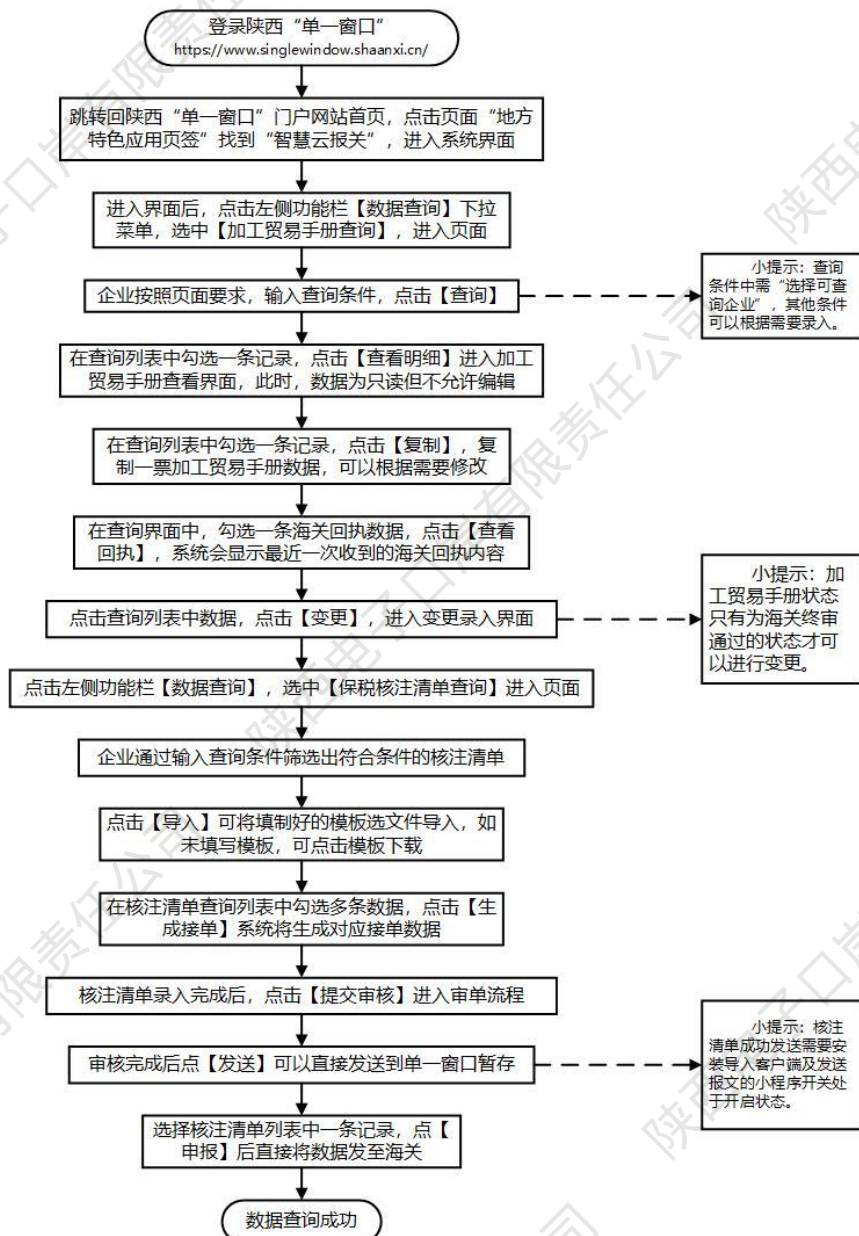 登录陕西“单一窗口”
https://www.singlewindow.shaanxi.cn/
跳转回陕西“单一窗口”门户网站首页，点击页面“地方
特色应用页签”找到“智慧云报关”，进入系统界面
进入界面后，点击左侧功能栏【数据查询】下拉
菜单，选中【加工贸易手册查询】，进入页面
企业按照页面要求，输入查询条件，点击【查询】
小提示：查询
条件中需“选择可查
询企业”，其他条件
可以根据需要录入。
在查询列表中勾选一条记录，点击【查看明细】进入加工
贸易手册查看界面，此时，数据为只读但不允许编辑
在查询列表中勾选一条记录，点击【复制】，复
制一票加工贸易手册数据，可以根据需要修改
在查询界面中，勾选一条海关回执数据，点击【查看
回执】，系统会显示最近一次收到的海关回执内容
点击查询列表中数据，点击【变更】，进入变更录入界面
小提示：加
工贸易手册状态
只有为海关终审
通过的状态才可
以进行变更。
点击左侧功能栏【数据查询】，选中【保税核注清单查询】进入页面
企业通过输入查询条件筛选出符合条件的核注清单
点击【导入】可将填制好的模板选文件导入，如
未填写模板，可点击模板下载
在核注清单查询列表中勾选多条数据，点击【生
成接单】系统将生成对应接单数据
核注清单录入完成后，点击【提交审核】进入审单流程
审核完成后点【发送】可以直接发送到单一窗口暂存
小提示：核注
清单成功发送需要安
装导入客户端及发送
报文的小程序开关处
于开启状态。
选择核注清单列表中一条记录，点【
申报】后直接将数据发至海关
数据查询成功
陕西电子口岸有限责任公司